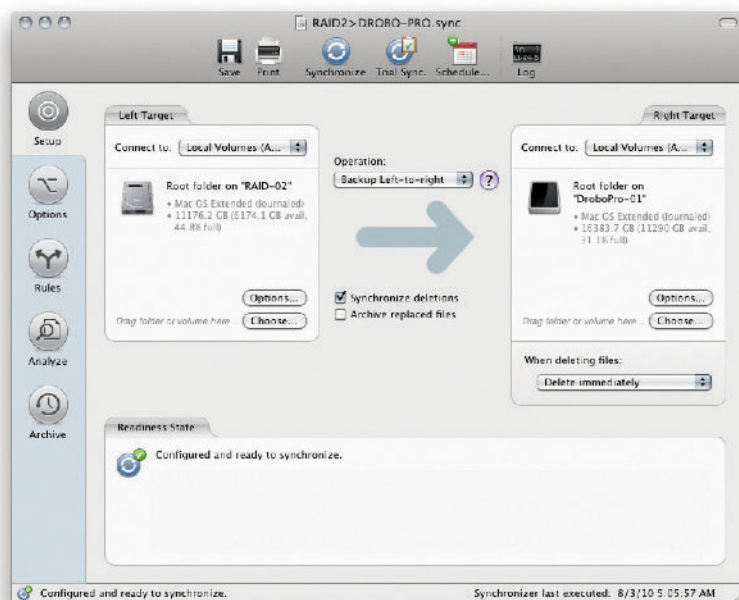 RAID2>DROBO-PRO.sync
Save Print Synchronize Trial Sync. Schedule... Log
Setup
Options
Rules
Analyze
Archive
Left Target
Connect to: Local Volumes (A...
Root folder on "RAID-02"
• Mac OS Extended (Journaled)
• 11176.2 GB (6174.1 GB avail, 44.8% full)
Options...
Drag folder or volume here ... Choose...
Operation:
Backup Left-to-right ?
Synchronize deletions
Archive replaced files
Right Target
Connect to: Local Volumes (A...
Root folder on
"DroboPro-01"
• Mac OS Extended (Journaled)
• 16383.7 GB (11290 GB avail,
31.1% full)
Options...
Drag folder or volume here ... Choose...
When deleting files:
Delete immediately
Readiness State
Configured and ready to synchronize.
Configured and ready to synchronize.
Synchronizer last executed: 8/3/10 5:05:57 AM